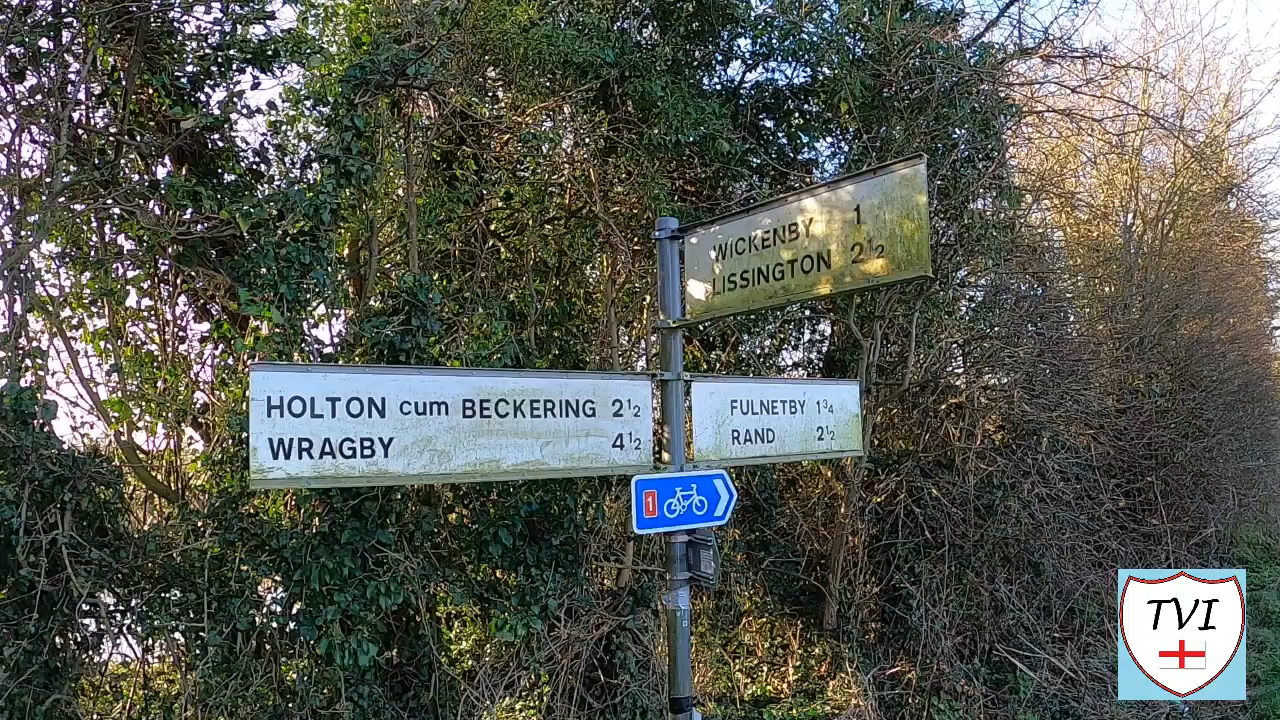 WICKENBY 1
LISSINGTON 2½
HOLTON cum BECKERING 2½
WRAGBY 4½
FULNETBY 1¾
RAND 2½
1
TVI